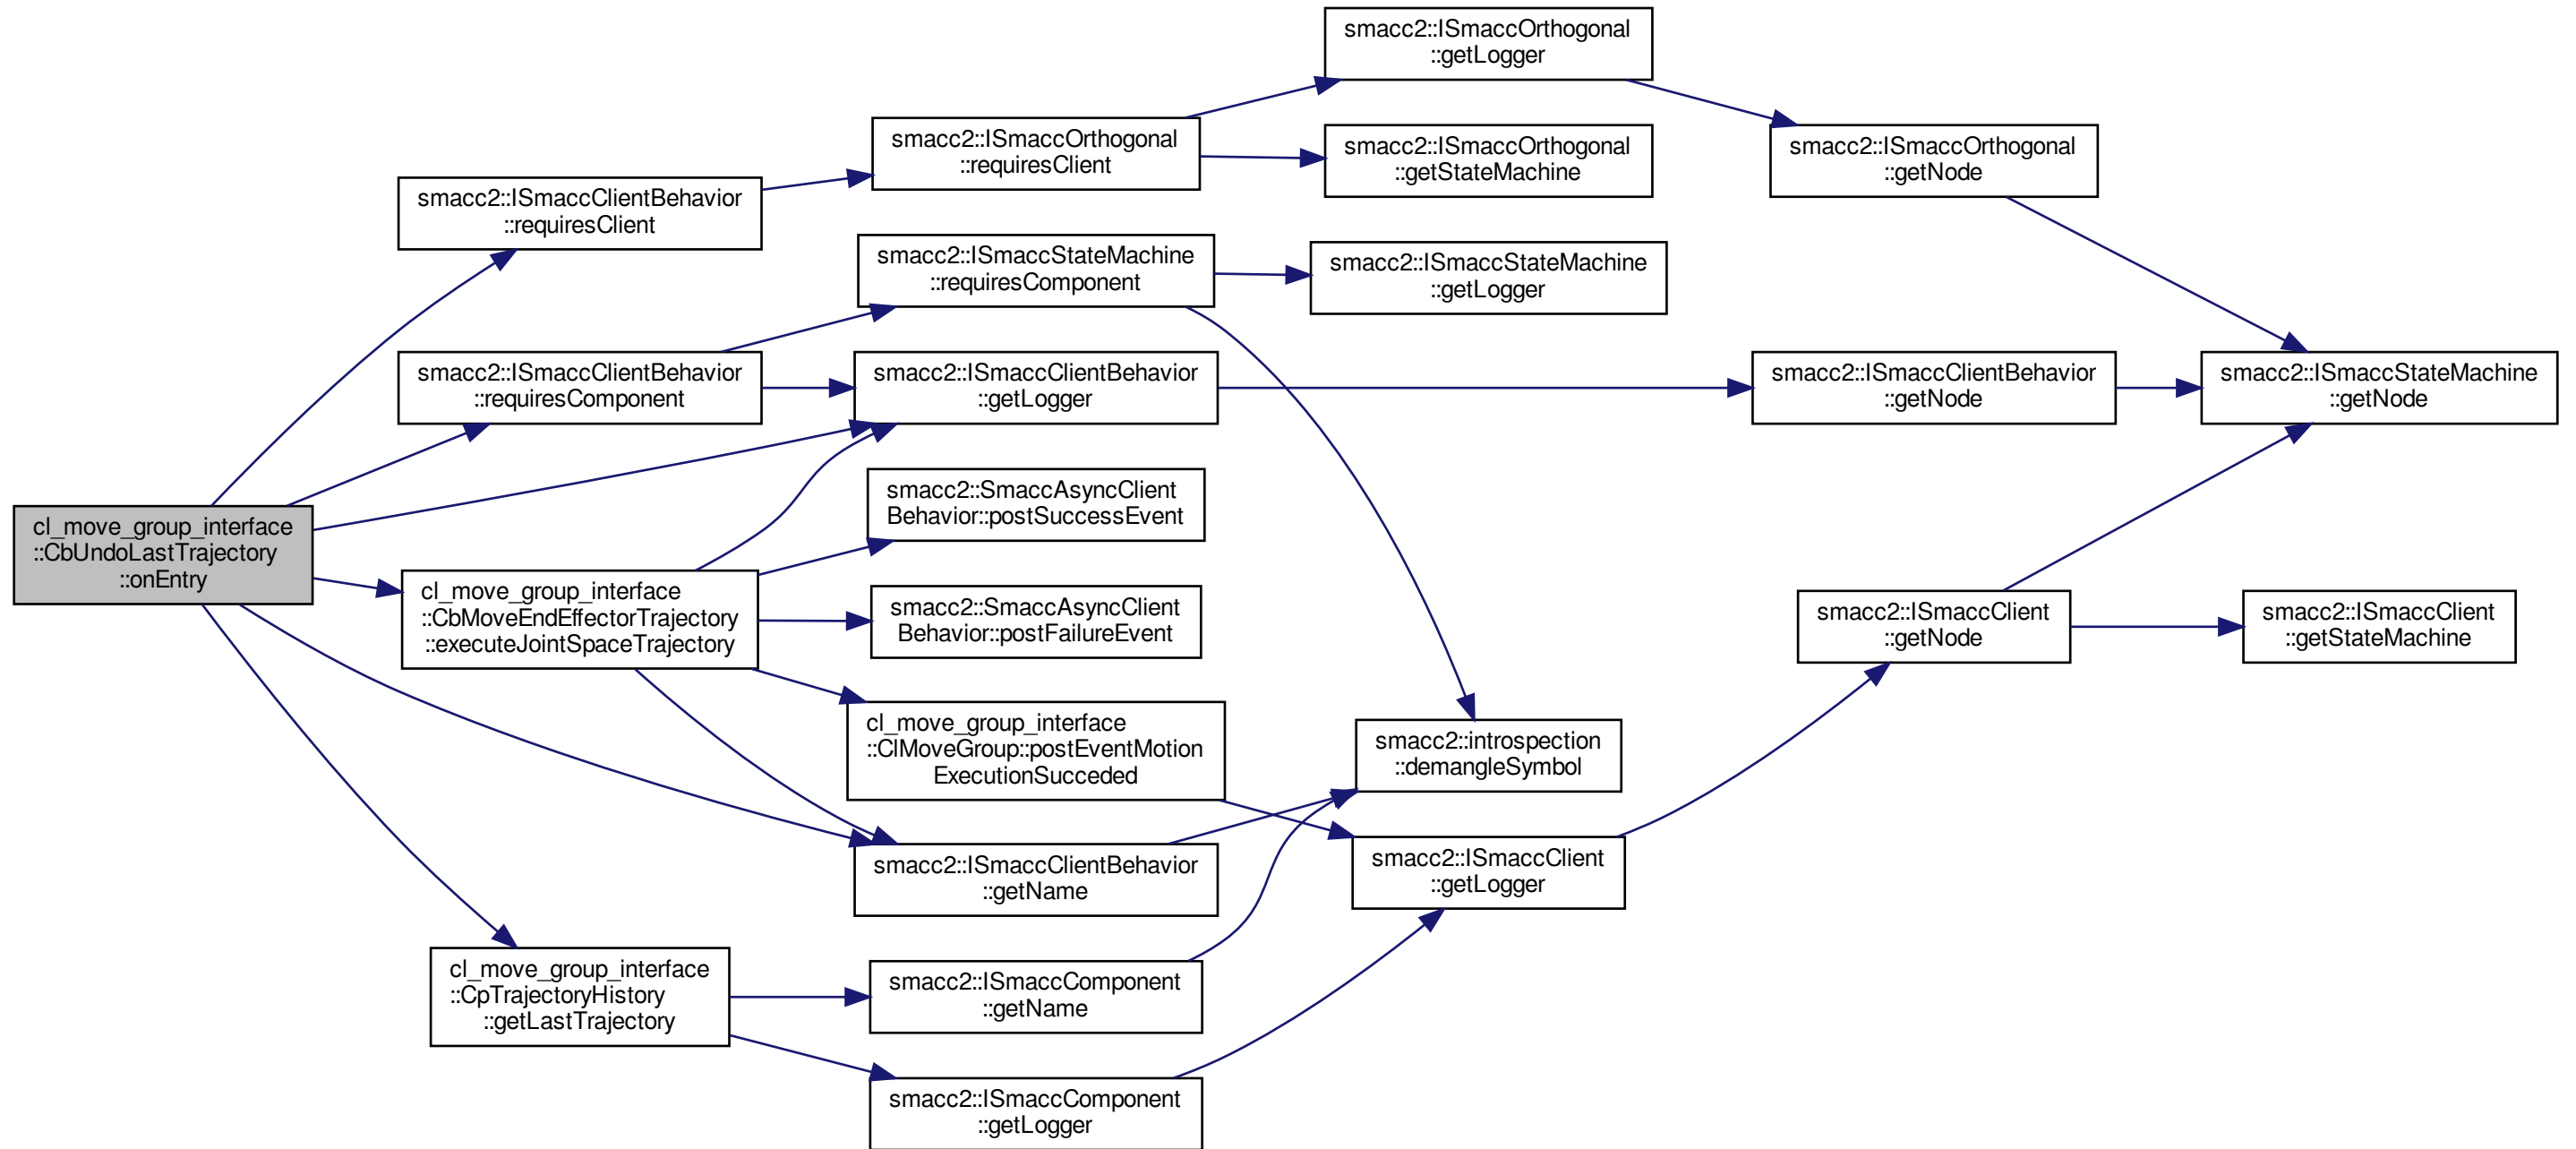 cl_move_group_interface
::CbUndoLastTrajectory
::onEntry
smacc2::ISmaccClientBehavior
::requiresClient
smacc2::ISmaccClientBehavior
::requiresComponent
cl_move_group_interface
::CbMoveEndEffectorTrajectory
::executeJointSpaceTrajectory
cl_move_group_interface
::CpTrajectoryHistory
::getLastTrajectory
smacc2::ISmaccOrthogonal
::requiresClient
smacc2::ISmaccStateMachine
::requiresComponent
smacc2::ISmaccClientBehavior
::getLogger
smacc2::SmaccAsyncClient
Behavior::postSuccessEvent
smacc2::SmaccAsyncClient
Behavior::postFailureEvent
cl_move_group_interface
::ClMoveGroup::postEventMotion
ExecutionSucceded
smacc2::ISmaccClientBehavior
::getName
smacc2::ISmaccComponent
::getName
smacc2::ISmaccComponent
::getLogger
smacc2::ISmaccOrthogonal
::getLogger
smacc2::ISmaccOrthogonal
::getStateMachine
smacc2::ISmaccStateMachine
::getLogger
smacc2::introspection
::demangleSymbol
smacc2::ISmaccClient
::getLogger
smacc2::ISmaccOrthogonal
::getNode
smacc2::ISmaccClientBehavior
::getNode
smacc2::ISmaccClient
::getNode
smacc2::ISmaccStateMachine
::getNode
smacc2::ISmaccClient
::getStateMachine